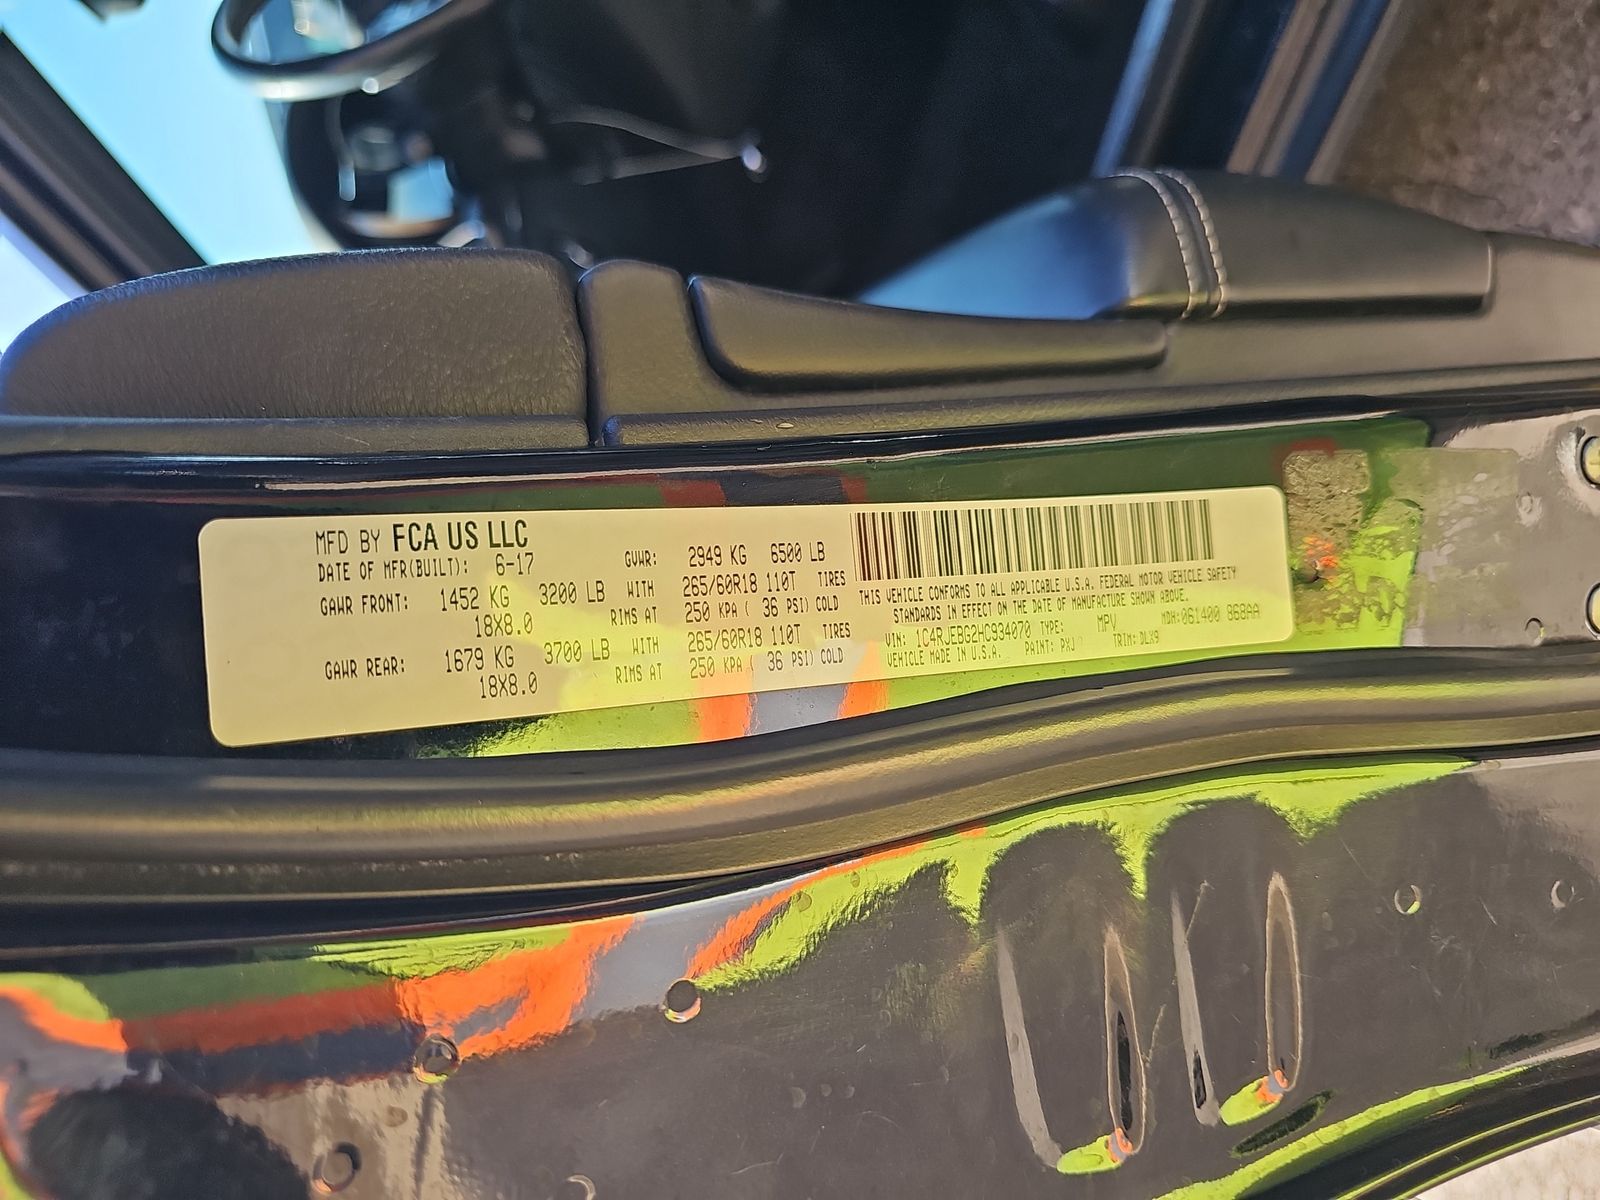 MFD BY FCA US LLC
DATE OF MFR(BUILT): 6-17 GVWR: 2949 KG 6500 LB
GAWR FRONT: 1452 KG 3200 LB WITH 265/60R18 110T TIRES
18X8.0 RIMS AT 250 KPA ( 36 PSI) COLD
GAWR REAR: 1679 KG 3700 LB WITH 265/60R18 110T TIRES
18X8.0 RIMS AT 250 KPA ( 36 PSI) COLD
THIS VEHICLE CONFORMS TO ALL APPLICABLE U.S.A. FEDERAL MOTOR VEHICLE SAFETY
STANDARDS IN EFFECT ON THE DATE OF MANUFACTURE SHOWN ABOVE.
VIN: 1C4RJEBG2HC934070 TYPE: MPV MDH: 061400 868AA
VEHICLE MADE IN U.S.A. PAINT: PXJ TRIM: DLX9